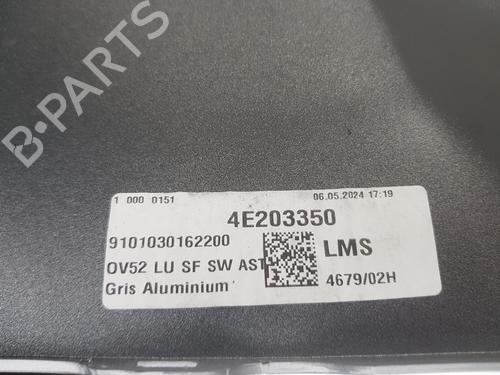 1 000 0151
06.05.2024 17:19
4E203350
9101030162200
OV52 LU SF SW AST
LMS
Gris Aluminium
4679/02H
B-PARTS